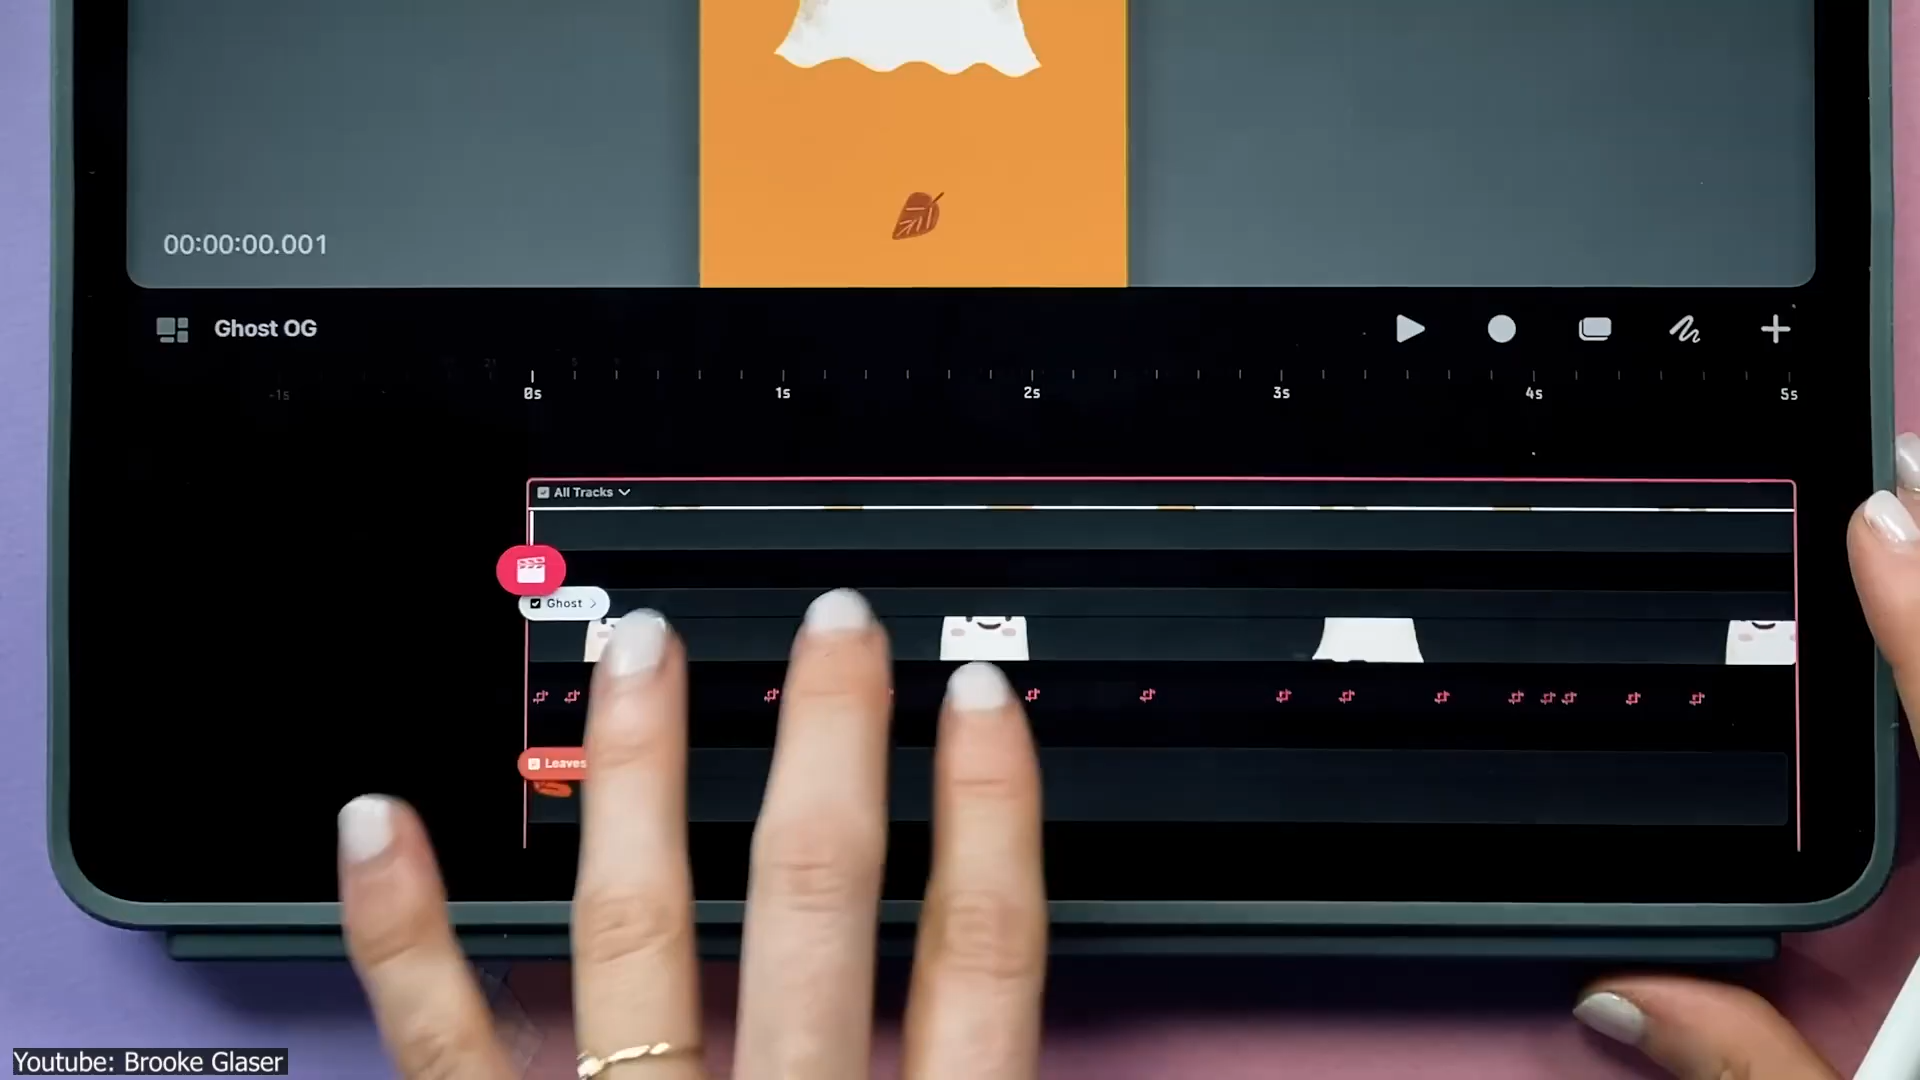 00:00:00.001
Ghost OG
-1s
0s
1s
2s
3s
4s
5s
All Tracks
Ghost
Leaves
Youtube: Brooke Glaser